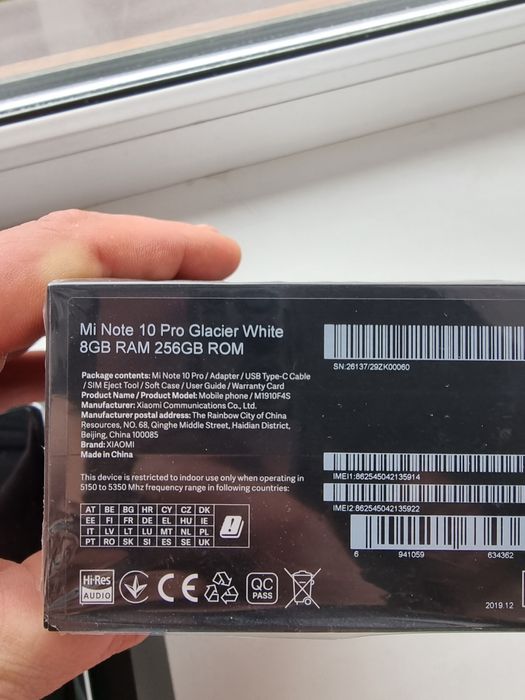 Mi Note 10 Pro Glacier White
8GB RAM 256GB ROM
Package contents: Mi Note 10 Pro / Adapter / USB Type-C Cable
/ SIM Eject Tool / Soft Case / User Guide / Warranty Card
Product Name / Product Model: Mobile phone / M1910F4S
Manufacturer: Xiaomi Communications Co., Ltd.
Manufacturer postal address: The Rainbow City of China
Resources, NO. 68, Qinghe Middle Street, Haidian District,
Beijing, China 100085
Brand: XIAOMI
Made in China
This device is restricted to indoor use only when operating in
5150 to 5350 Mhz frequency range in following countries:
AT BE BG HR CY CZ DK
EE FI FR DE EL HU IE
IT LV LT LU MT NL PL
PT RO SK SI ES SE UK
Hi-Res
AUDIO
CE
QC
PASS
SN:26137/29ZK00060
IMEI1:862545042135914
IMEI2:862545042135922
6 941059 634362
2019.12